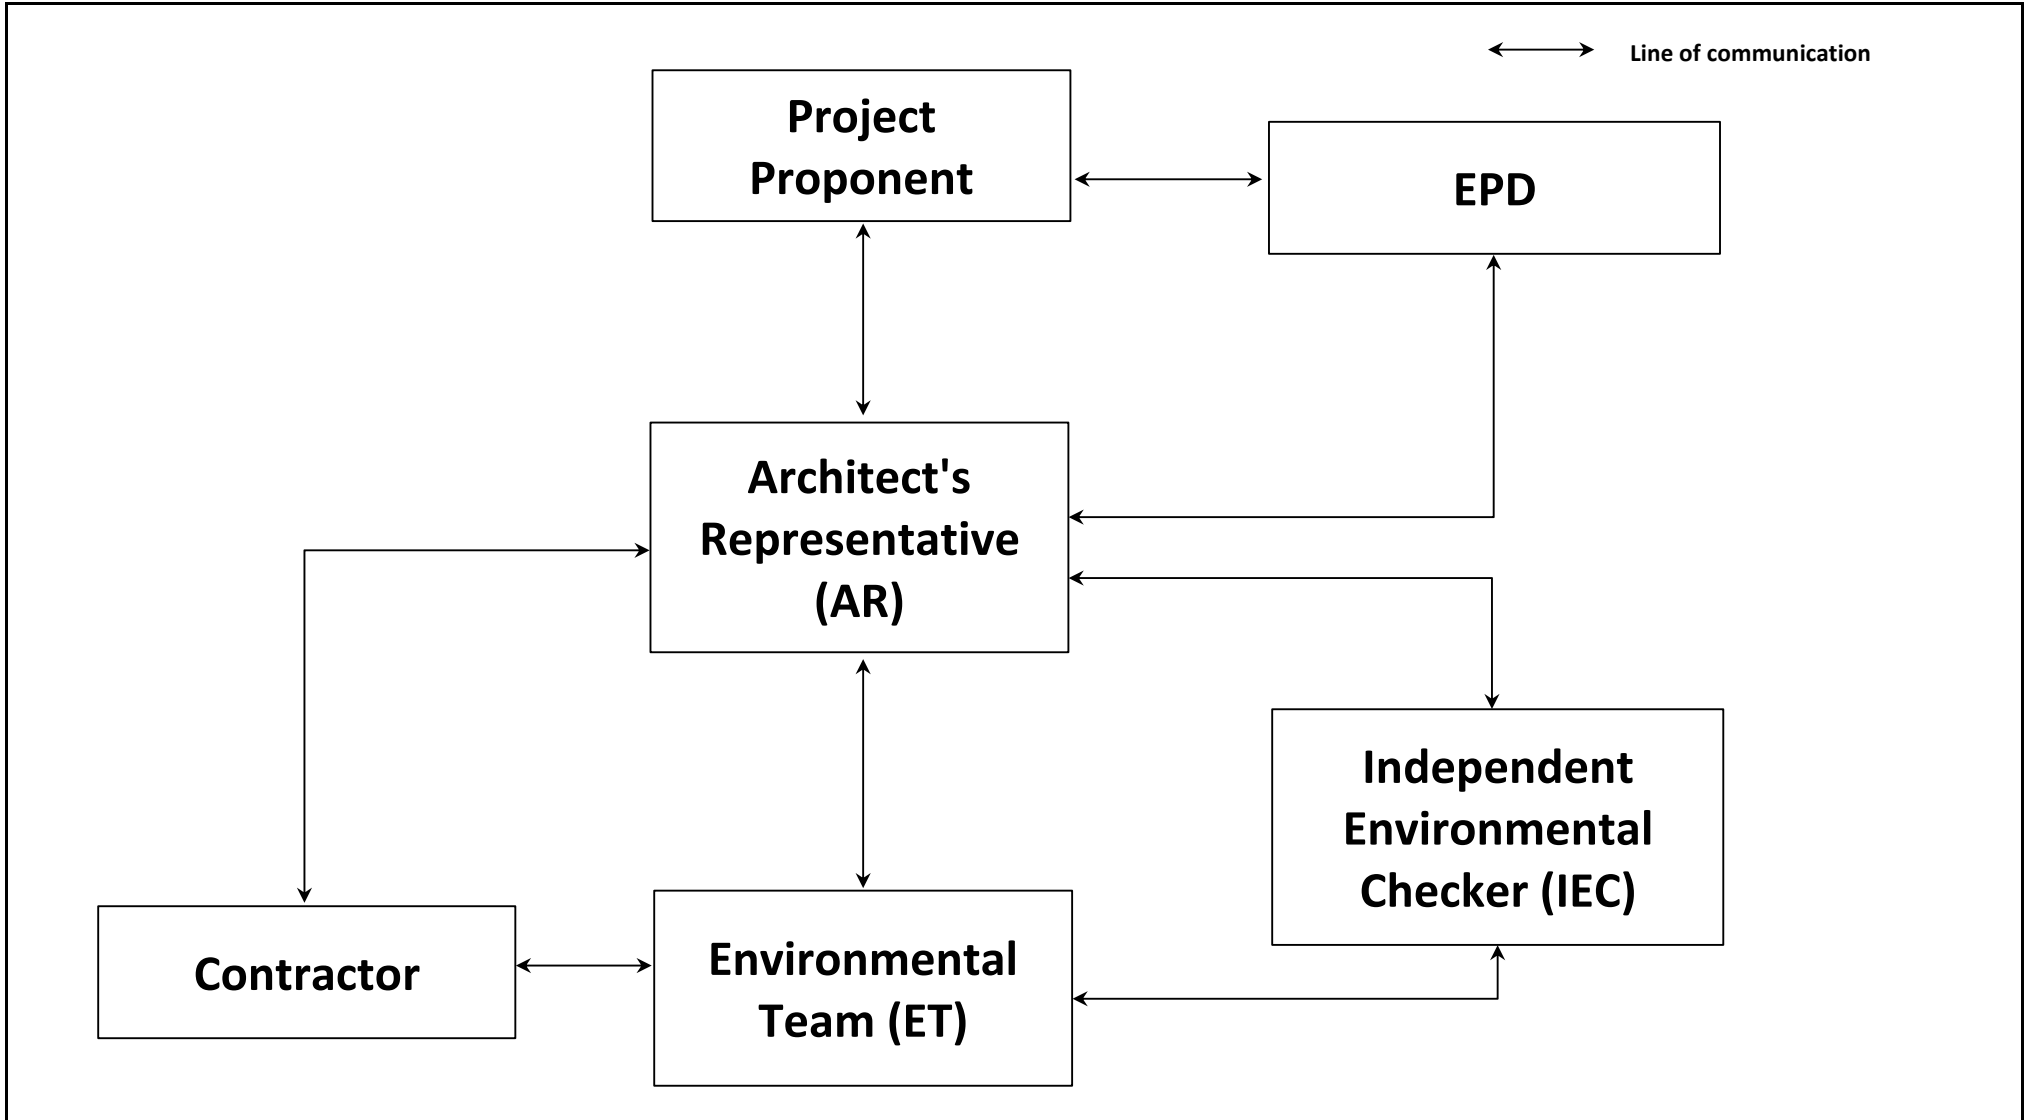 Line of communication
Project
Proponent
EPD
Architect's
Representative
(AR)
Independent
Environmental
Checker (IEC)
Contractor
Environmental
Team (ET)